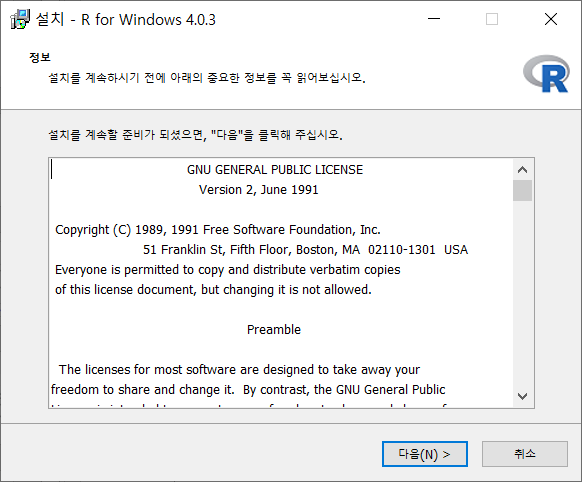 설치 - R for Windows 4.0.3
정보
설치를 계속하시기 전에 아래의 중요한 정보를 꼭 읽어보십시오.
R
설치를 계속할 준비가 되셨으면, "다음"을 클릭해 주십시오.
GNU GENERAL PUBLIC LICENSE
Version 2, June 1991
Copyright (C) 1989, 1991 Free Software Foundation, Inc.
51 Franklin St, Fifth Floor, Boston, MA  02110-1301  USA
Everyone is permitted to copy and distribute verbatim copies
of this license document, but changing it is not allowed.
Preamble
The licenses for most software are designed to take away your
freedom to share and change it.  By contrast, the GNU General Public
다음(N) >
취소